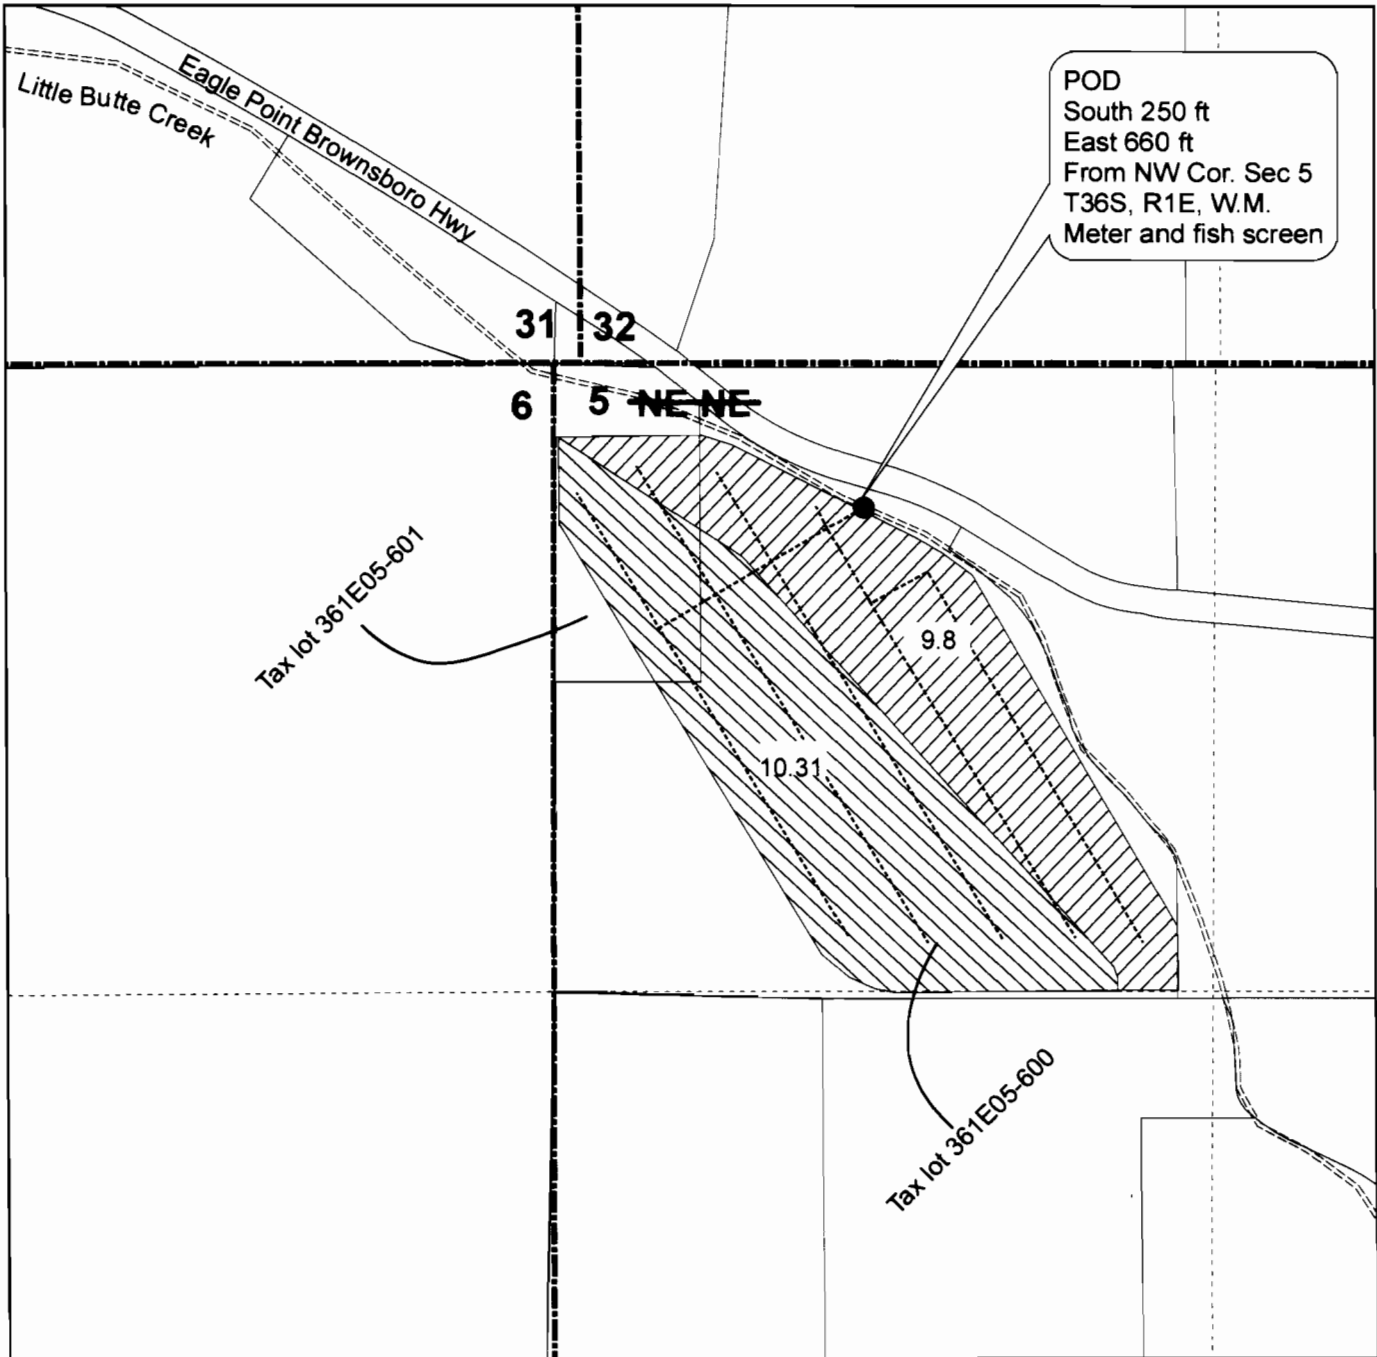 Eagle Point Brownsboro Hwy
Little Butte Creek
POD
South 250 ft
East 660 ft
From NW Cor. Sec 5
T36S, R1E, W.M.
Meter and fish screen
31 32
6 5 NE NE
Tax lot 361E05-601
9.8
10.31
Tax lot 361E05-600